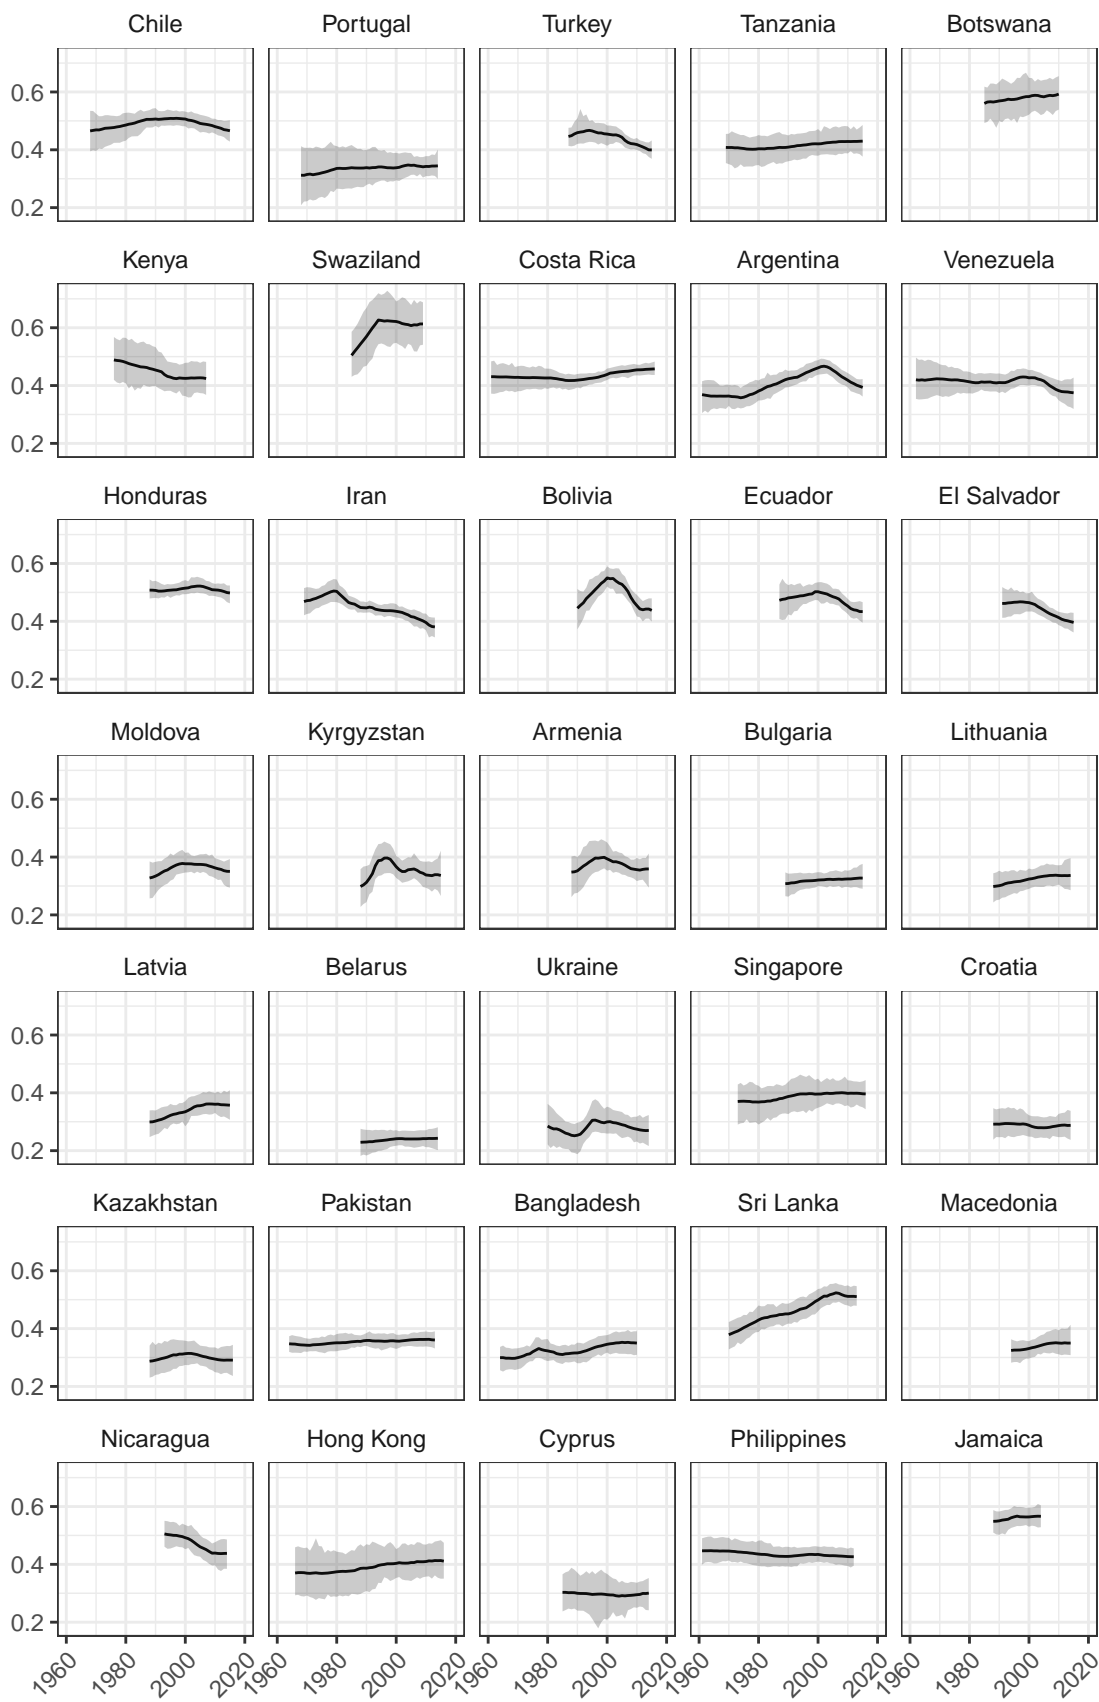 Chile Portugal Turkey Tanzania Botswana
0.6
0.4
0.2
Kenya Swaziland Costa Rica Argentina Venezuela
0.6
0.4
0.2
Honduras Iran Bolivia Ecuador El Salvador
0.6
0.4
0.2
Moldova Kyrgyzstan Armenia Bulgaria Lithuania
0.6
0.4
0.2
Latvia Belarus Ukraine Singapore Croatia
0.6
0.4
0.2
Kazakhstan Pakistan Bangladesh Sri Lanka Macedonia
0.6
0.4
0.2
Nicaragua Hong Kong Cyprus Philippines Jamaica
0.6
0.4
0.2
1960 1980 2000 2020 1960 1980 2000 2020 1960 1980 2000 2020 1960 1980 2000 2020 1960 1980 2000 2020